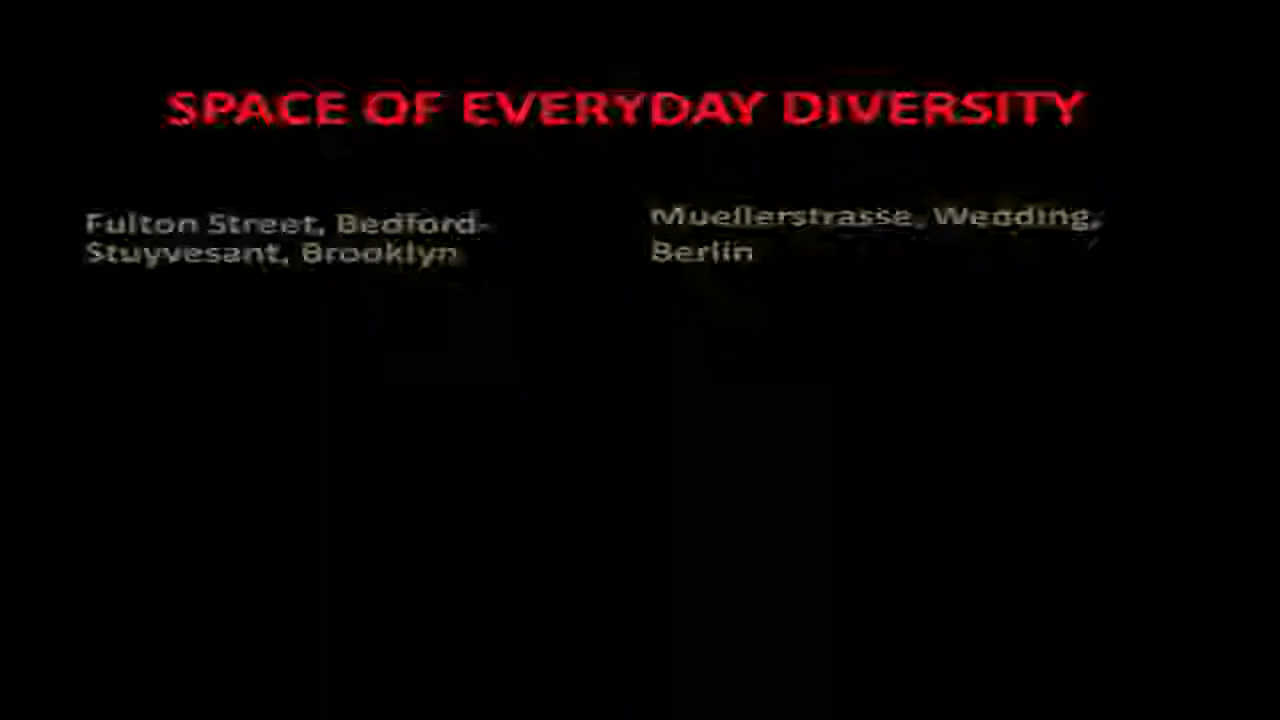 SPACE OF EVERYDAY DIVERSITY
Fulton Street, Bedford-
Stuyvesant, Brooklyn
Muellerstrasse, Wedding,
Berlin